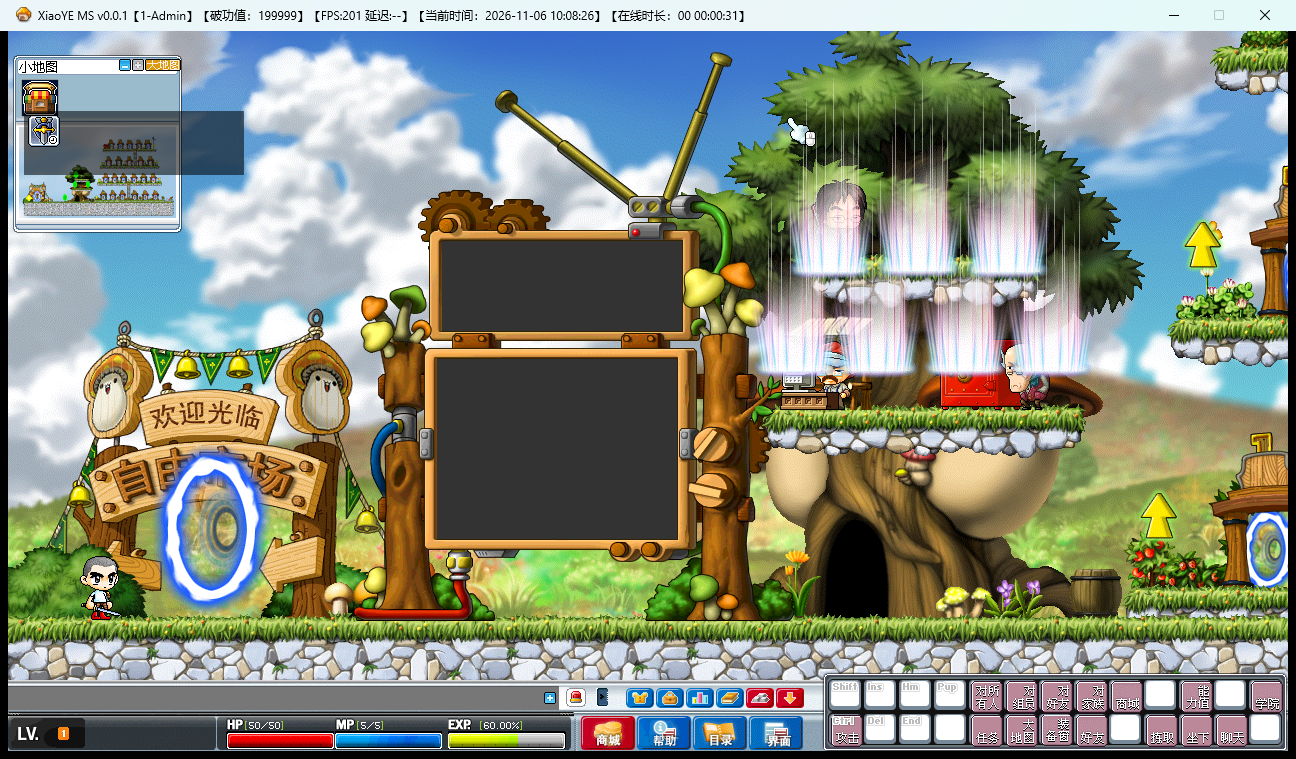 XiaoYE MS v0.0.1【1-Admin】【破功值：199999】【FPS:201 延迟:--】【当前时间：2026-11-06 10:08:26】【在线时长：00 00:00:31】
小地图 大地图
欢迎光临
自由市场
Shift Ins Hm Pup 对所有人 对组员 对好友 对家族 商城 能力值 学院
Ctrl 攻击 Del End 任务 大地图 装备窗 好友 拾取 坐下 聊天
LV. 1
HP [50/50] MP [5/5] EXP. [60.00%]
商城 帮助 目录 界面